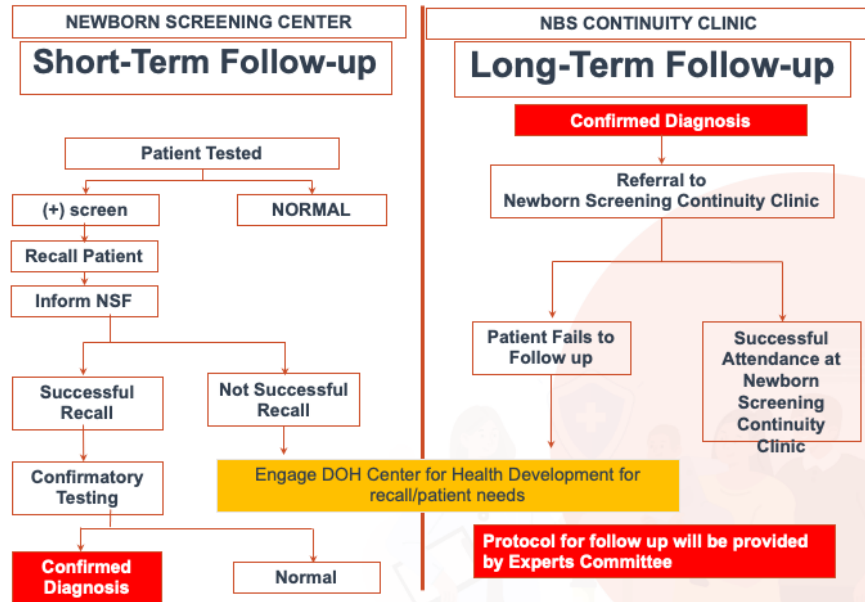 NEWBORN SCREENING CENTER
Short-Term Follow-up
Patient Tested
(+) screen
NORMAL
Recall Patient
Inform NSF
Successful
Recall
Not Successful
Recall
Confirmatory
Testing
Confirmed
Diagnosis
Normal
NBS CONTINUITY CLINIC
Long-Term Follow-up
Confirmed Diagnosis
Referral to
Newborn Screening Continuity Clinic
Patient Fails to
Follow up
Successful
Attendance at
Newborn
Screening
Continuity
Clinic
Engage DOH Center for Health Development for
recall/patient needs
Protocol for follow up will be provided
by Experts Committee